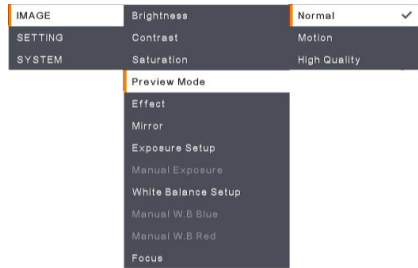 IMAGE
SETTING
SYSTEM
Brightness
Contrast
Saturation
Preview Mode
Effect
Mirror
Exposure Setup
Manual Exposure
White Balance Setup
Manual W.B Blue
Manual W.B Red
Focus
Normal
Motion
High Quality